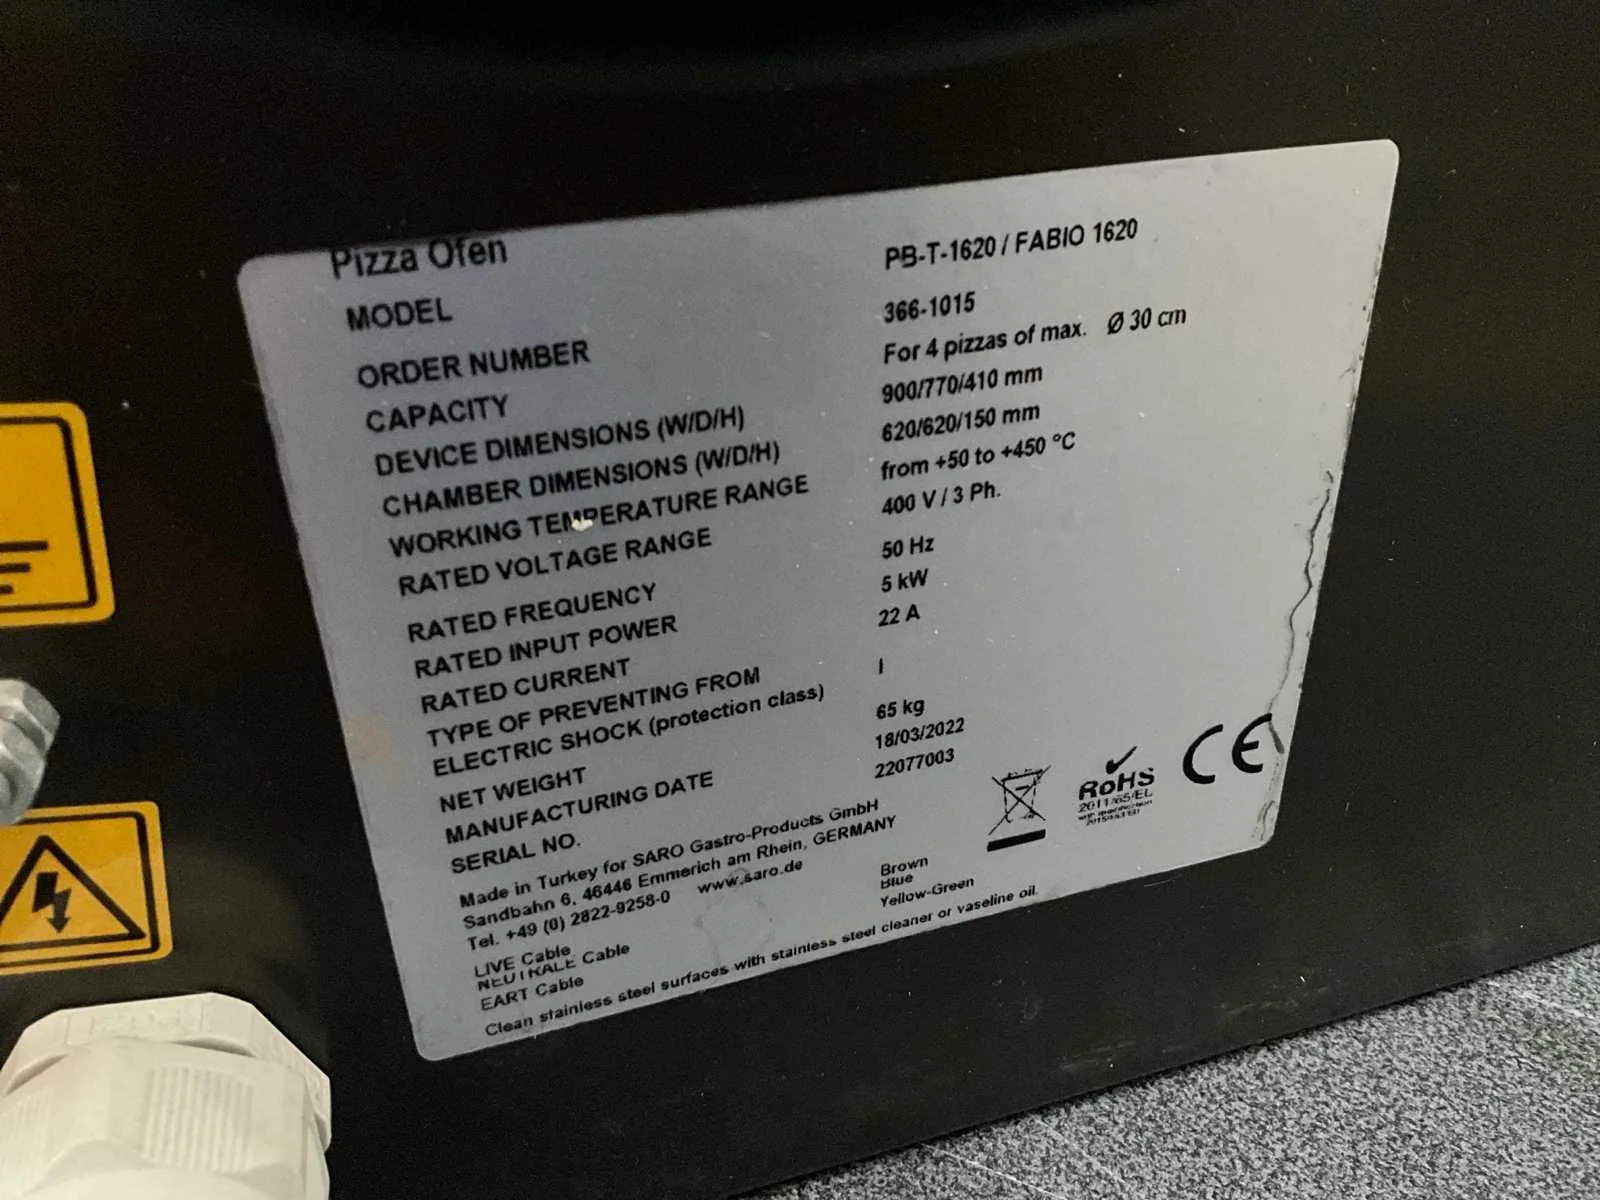 Pizza Ofen
MODEL PB-T-1620 / FABIO 1620
ORDER NUMBER 366-1015
CAPACITY For 4 pizzas of max. Ø 30 cm
DEVICE DIMENSIONS (W/D/H) 900/770/410 mm
CHAMBER DIMENSIONS (W/D/H) 620/620/150 mm
WORKING TEMPERATURE RANGE from +50 to +450 °C
RATED VOLTAGE RANGE 400 V / 3 Ph.
RATED FREQUENCY 50 Hz
RATED INPUT POWER 5 kW
RATED CURRENT 22 A
TYPE OF PREVENTING FROM
ELECTRIC SHOCK (protection class) I
NET WEIGHT 65 kg
MANUFACTURING DATE 18/03/2022
SERIAL NO. 22077003
Made in Turkey for SARO Gastro-Products GmbH
Sandbahn 6, 46446 Emmerich am Rhein, GERMANY
Tel. +49 (0) 2822-9258-0 www.saro.de
LIVE Cable Brown
NEUTRALE Cable Blue
EART Cable Yellow-Green
Clean stainless steel surfaces with stainless steel cleaner or vaseline oil.
RoHS
2011/65/EL
CE